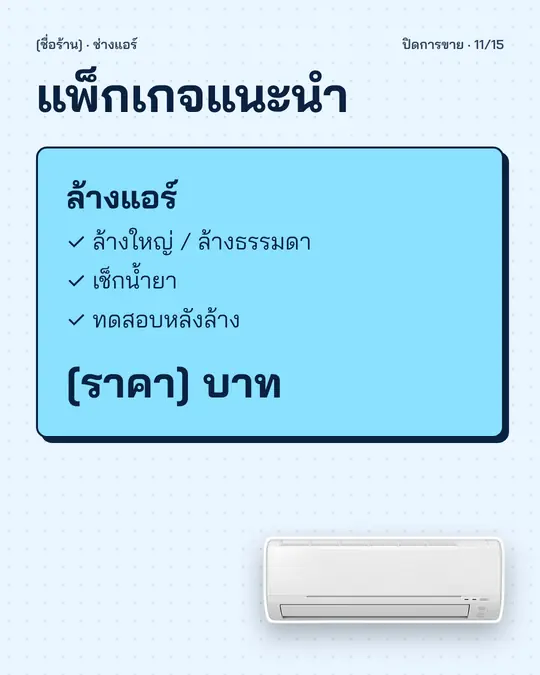 [ชื่อร้าน] · ช่างแอร์
ปิดการขาย · 11/15
แพ็กเกจแนะนำ
ล้างแอร์
✓ ล้างใหญ่ / ล้างธรรมดา
✓ เช็กน้ำยา
✓ ทดสอบหลังล้าง
[ราคา] บาท